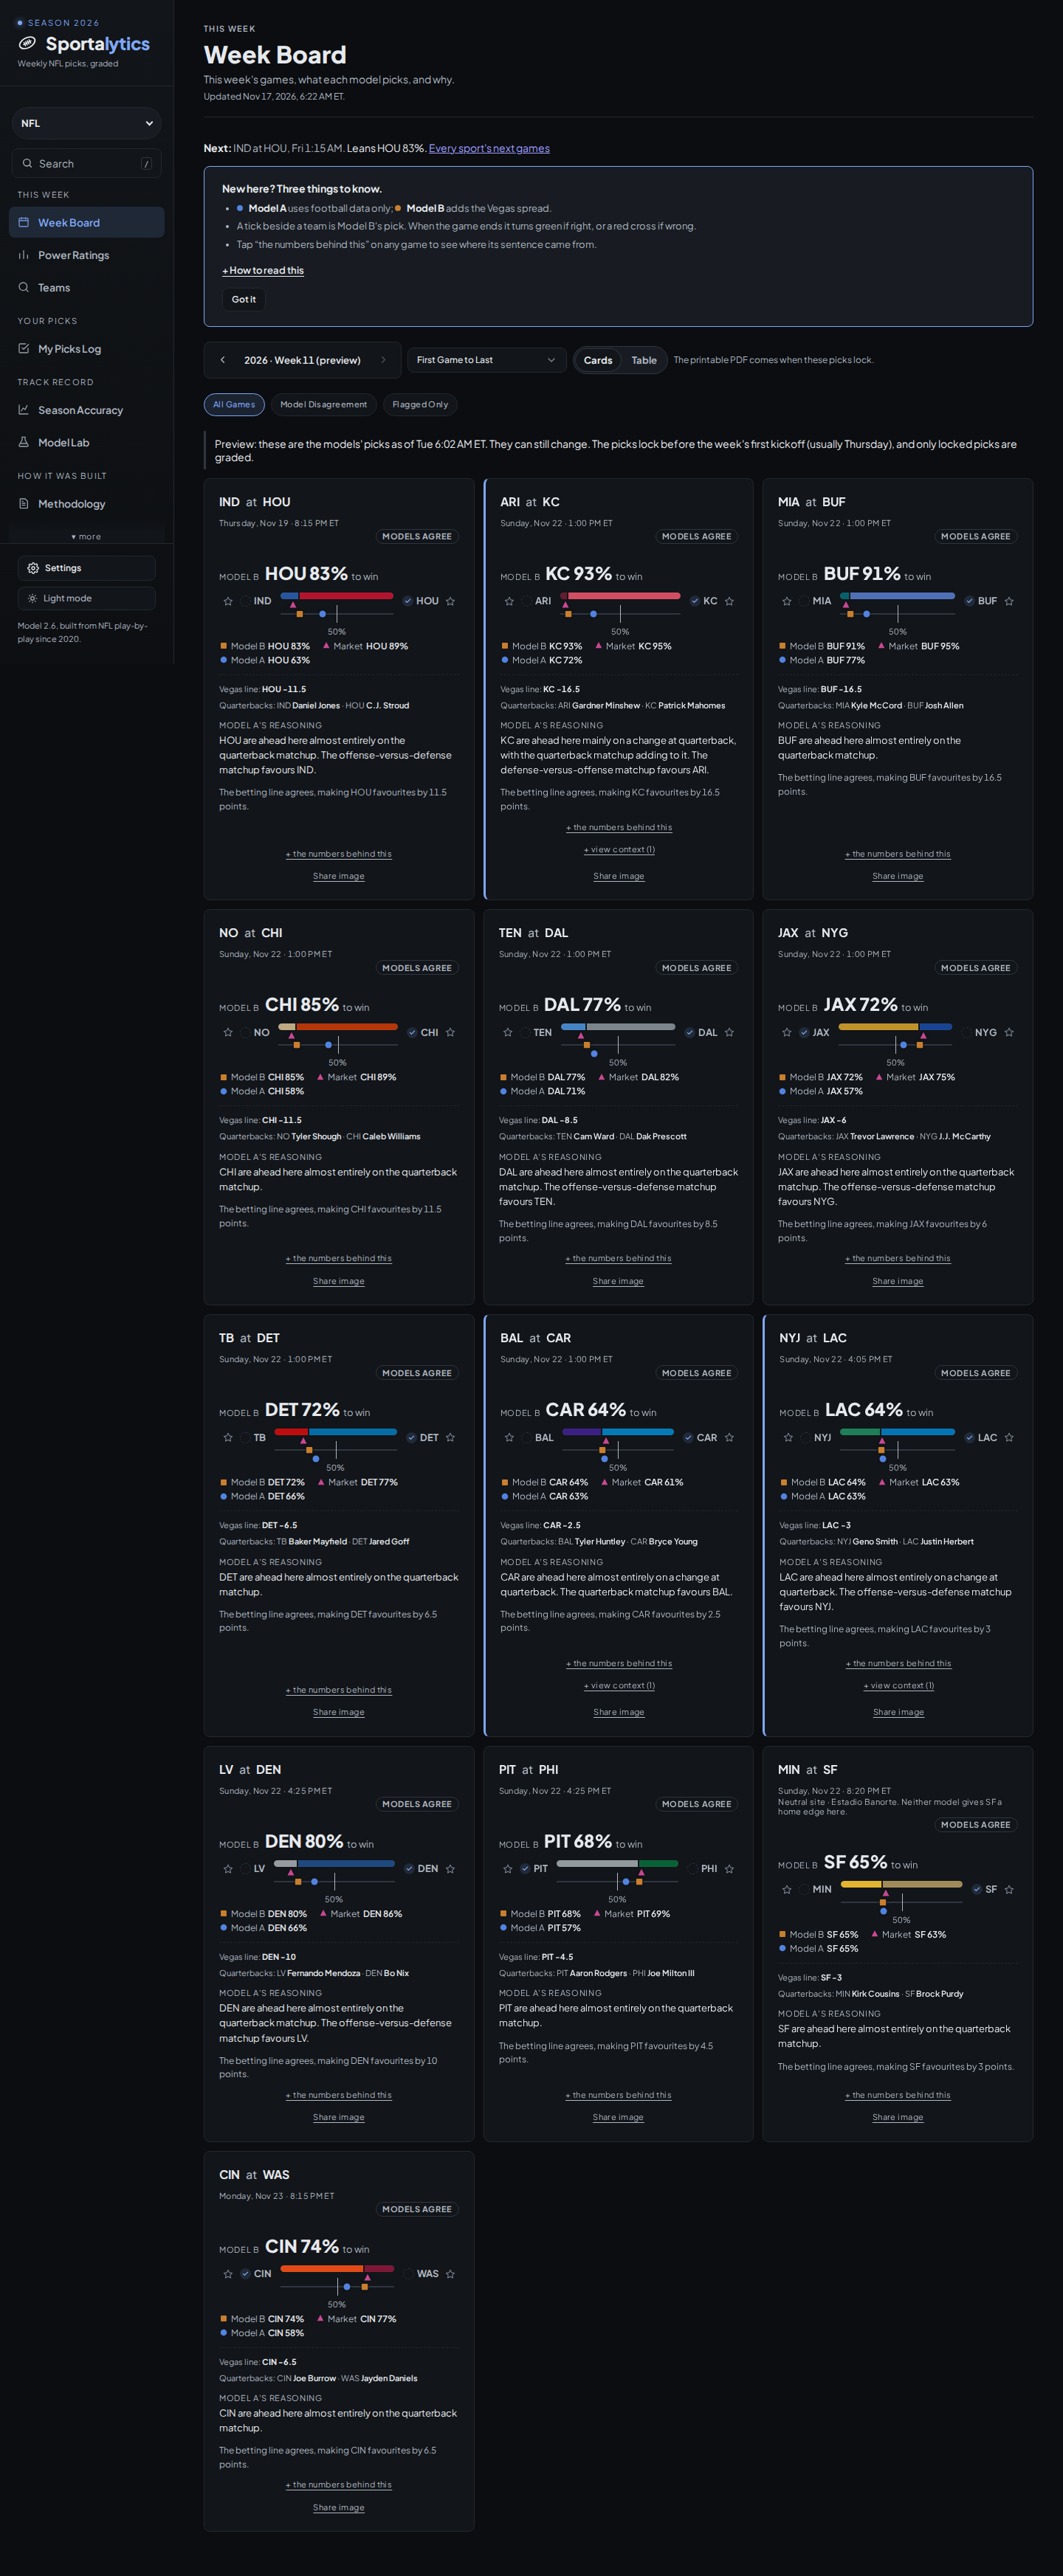 SEASON 2026
Sportalytics
Weekly NFL picks, graded
NFL
Search /
THIS WEEK
Week Board
Power Ratings
Teams
YOUR PICKS
My Picks Log
TRACK RECORD
Season Accuracy
Model Lab
HOW IT WAS BUILT
Methodology
▾ more
Settings
Light mode
Model 2.6, built from NFL play-by-
play since 2020.
THIS WEEK
Week Board
This week's games, what each model picks, and why.
Updated Nov 17, 2026, 6:22 AM ET.
Next: IND at HOU, Fri 1:15 AM. Leans HOU 83%. Every sport's next games
New here? Three things to know.
• Model A uses football data only; Model B adds the Vegas spread.
• A tick beside a team is Model B's pick. When the game ends it turns green if right, or a red cross if wrong.
• Tap “the numbers behind this” on any game to see where its sentence came from.
+ How to read this
Got it
2026 · Week 11 (preview)
First Game to Last
Cards Table
The printable PDF comes when these picks lock.
All Games Model Disagreement Flagged Only
Preview: these are the models' picks as of Tue 6:02 AM ET. They can still change. The picks lock before the week's first kickoff (usually Thursday), and only locked picks are
graded.
IND at HOU
Thursday, Nov 19 · 8:15 PM ET
MODELS AGREE
MODEL B HOU 83% to win
IND HOU
50%
Model B HOU 83% Market HOU 89%
Model A HOU 63%
Vegas line: HOU -11.5
Quarterbacks: IND Daniel Jones · HOU C.J. Stroud
MODEL A'S REASONING
HOU are ahead here almost entirely on the
quarterback matchup. The offense-versus-defense
matchup favours IND.
The betting line agrees, making HOU favourites by 11.5
points.
+ the numbers behind this
Share image
ARI at KC
Sunday, Nov 22 · 1:00 PM ET
MODELS AGREE
MODEL B KC 93% to win
ARI KC
50%
Model B KC 93% Market KC 95%
Model A KC 72%
Vegas line: KC -16.5
Quarterbacks: ARI Gardner Minshew · KC Patrick Mahomes
MODEL A'S REASONING
KC are ahead here mainly on a change at quarterback,
with the quarterback matchup adding to it. The
defense-versus-offense matchup favours ARI.
The betting line agrees, making KC favourites by 16.5
points.
+ the numbers behind this
+ view context (1)
Share image
MIA at BUF
Sunday, Nov 22 · 1:00 PM ET
MODELS AGREE
MODEL B BUF 91% to win
MIA BUF
50%
Model B BUF 91% Market BUF 95%
Model A BUF 77%
Vegas line: BUF -16.5
Quarterbacks: MIA Kyle McCord · BUF Josh Allen
MODEL A'S REASONING
BUF are ahead here almost entirely on the
quarterback matchup.
The betting line agrees, making BUF favourites by 16.5
points.
+ the numbers behind this
Share image
NO at CHI
Sunday, Nov 22 · 1:00 PM ET
MODELS AGREE
MODEL B CHI 85% to win
NO CHI
50%
Model B CHI 85% Market CHI 89%
Model A CHI 58%
Vegas line: CHI -11.5
Quarterbacks: NO Tyler Shough · CHI Caleb Williams
MODEL A'S REASONING
CHI are ahead here almost entirely on the quarterback
matchup.
The betting line agrees, making CHI favourites by 11.5
points.
+ the numbers behind this
Share image
TEN at DAL
Sunday, Nov 22 · 1:00 PM ET
MODELS AGREE
MODEL B DAL 77% to win
TEN DAL
50%
Model B DAL 77% Market DAL 82%
Model A DAL 71%
Vegas line: DAL -8.5
Quarterbacks: TEN Cam Ward · DAL Dak Prescott
MODEL A'S REASONING
DAL are ahead here almost entirely on the quarterback
matchup. The offense-versus-defense matchup
favours TEN.
The betting line agrees, making DAL favourites by 8.5
points.
+ the numbers behind this
Share image
JAX at NYG
Sunday, Nov 22 · 1:00 PM ET
MODELS AGREE
MODEL B JAX 72% to win
JAX NYG
50%
Model B JAX 72% Market JAX 75%
Model A JAX 57%
Vegas line: JAX -6
Quarterbacks: JAX Trevor Lawrence · NYG J.J. McCarthy
MODEL A'S REASONING
JAX are ahead here almost entirely on the quarterback
matchup. The offense-versus-defense matchup
favours NYG.
The betting line agrees, making JAX favourites by 6
points.
+ the numbers behind this
Share image
TB at DET
Sunday, Nov 22 · 1:00 PM ET
MODELS AGREE
MODEL B DET 72% to win
TB DET
50%
Model B DET 72% Market DET 77%
Model A DET 66%
Vegas line: DET -6.5
Quarterbacks: TB Baker Mayfield · DET Jared Goff
MODEL A'S REASONING
DET are ahead here almost entirely on the quarterback
matchup.
The betting line agrees, making DET favourites by 6.5
points.
+ the numbers behind this
Share image
BAL at CAR
Sunday, Nov 22 · 1:00 PM ET
MODELS AGREE
MODEL B CAR 64% to win
BAL CAR
50%
Model B CAR 64% Market CAR 61%
Model A CAR 63%
Vegas line: CAR -2.5
Quarterbacks: BAL Tyler Huntley · CAR Bryce Young
MODEL A'S REASONING
CAR are ahead here almost entirely on a change at
quarterback. The quarterback matchup favours BAL.
The betting line agrees, making CAR favourites by 2.5
points.
+ the numbers behind this
+ view context (1)
Share image
NYJ at LAC
Sunday, Nov 22 · 4:05 PM ET
MODELS AGREE
MODEL B LAC 64% to win
NYJ LAC
50%
Model B LAC 64% Market LAC 63%
Model A LAC 63%
Vegas line: LAC -3
Quarterbacks: NYJ Geno Smith · LAC Justin Herbert
MODEL A'S REASONING
LAC are ahead here almost entirely on a change at
quarterback. The offense-versus-defense matchup
favours NYJ.
The betting line agrees, making LAC favourites by 3
points.
+ the numbers behind this
+ view context (1)
Share image
LV at DEN
Sunday, Nov 22 · 4:25 PM ET
MODELS AGREE
MODEL B DEN 80% to win
LV DEN
50%
Model B DEN 80% Market DEN 86%
Model A DEN 66%
Vegas line: DEN -10
Quarterbacks: LV Fernando Mendoza · DEN Bo Nix
MODEL A'S REASONING
DEN are ahead here almost entirely on the
quarterback matchup. The offense-versus-defense
matchup favours LV.
The betting line agrees, making DEN favourites by 10
points.
+ the numbers behind this
Share image
PIT at PHI
Sunday, Nov 22 · 4:25 PM ET
MODELS AGREE
MODEL B PIT 68% to win
PIT PHI
50%
Model B PIT 68% Market PIT 69%
Model A PIT 57%
Vegas line: PIT -4.5
Quarterbacks: PIT Aaron Rodgers · PHI Joe Milton III
MODEL A'S REASONING
PIT are ahead here almost entirely on the quarterback
matchup.
The betting line agrees, making PIT favourites by 4.5
points.
+ the numbers behind this
Share image
MIN at SF
Sunday, Nov 22 · 8:20 PM ET
Neutral site · Estadio Banorte. Neither model gives SF a
home edge here.
MODELS AGREE
MODEL B SF 65% to win
MIN SF
50%
Model B SF 65% Market SF 63%
Model A SF 65%
Vegas line: SF -3
Quarterbacks: MIN Kirk Cousins · SF Brock Purdy
MODEL A'S REASONING
SF are ahead here almost entirely on the quarterback
matchup.
The betting line agrees, making SF favourites by 3 points.
+ the numbers behind this
Share image
CIN at WAS
Monday, Nov 23 · 8:15 PM ET
MODELS AGREE
MODEL B CIN 74% to win
CIN WAS
50%
Model B CIN 74% Market CIN 77%
Model A CIN 58%
Vegas line: CIN -6.5
Quarterbacks: CIN Joe Burrow · WAS Jayden Daniels
MODEL A'S REASONING
CIN are ahead here almost entirely on the quarterback
matchup.
The betting line agrees, making CIN favourites by 6.5
points.
+ the numbers behind this
Share image